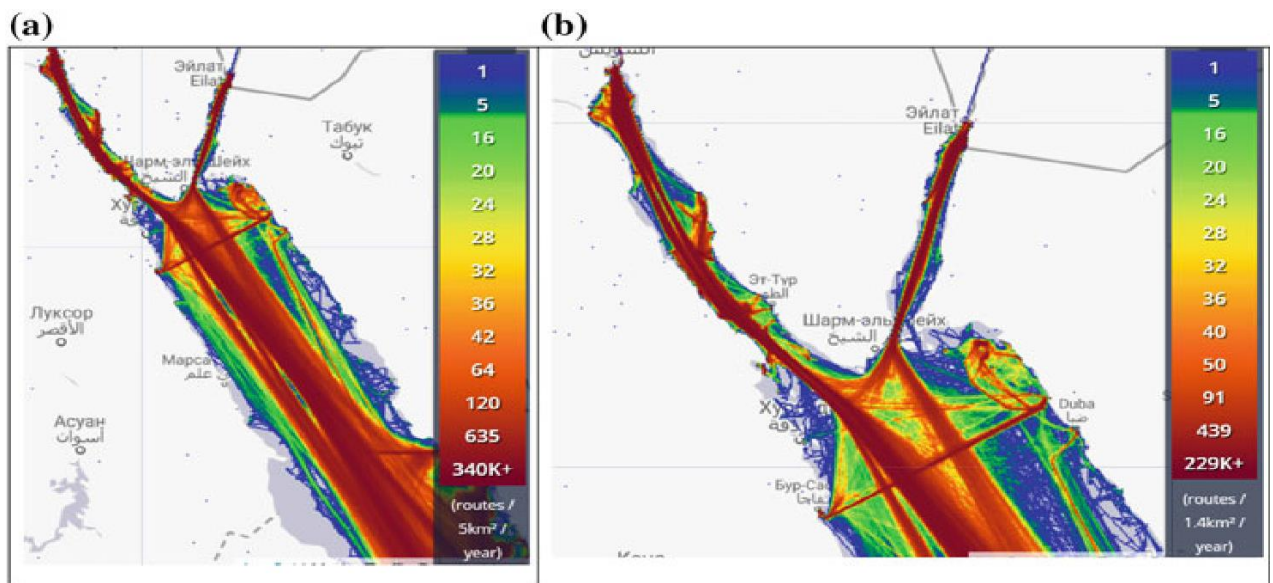 (a)
(b)
Эйлат
Eilat
Табук
تبوك
Шарм-эль-Шейх
الشيخ
Луксор
الأقصر
Марса
علم
Асуан
أسوان
1
5
16
20
24
28
32
36
42
64
120
635
340K+
(routes /
5km² /
year)
Эйлат
Eilat
Эт-Тур
الطور
Шарм-эль-Шейх
الشيخ
Duba
ضبا
Бур-Саф
سفاجا
1
5
16
20
24
28
32
36
40
50
91
439
229K+
(routes /
1.4km² /
year)